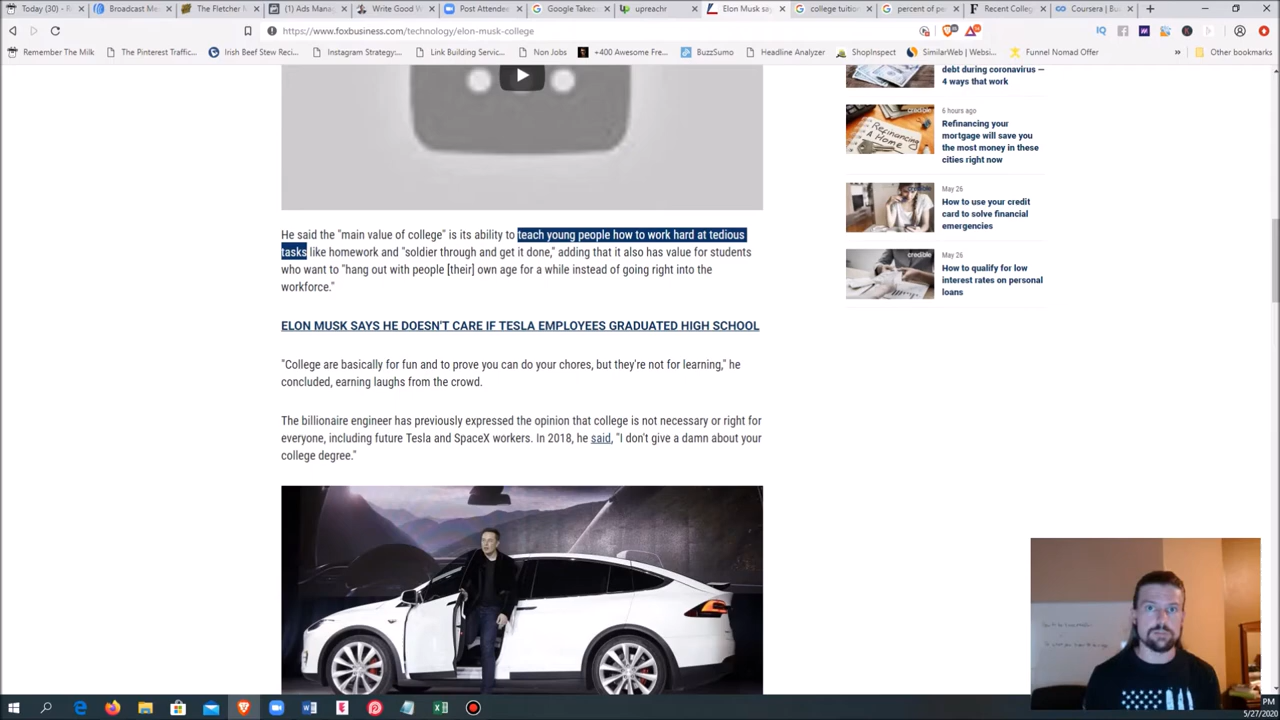 Today (30) - R
Broadcast Mes
The Fletcher M
(1) Ads Manag
Write Good W
Post Attendee
Google Takeo
upreachr
Elon Musk say
college tuition
percent of pe
Recent Colleg
Coursera | Bus
https://www.foxbusiness.com/technology/elon-musk-college
Remember The Milk
The Pinterest Traffic...
Irish Beef Stew Reci...
Instagram Strategy:...
Link Building Servic...
Non Jobs
+400 Awesome Fre...
BuzzSumo
Headline Analyzer
ShopInspect
SimilarWeb | Websi...
Funnel Nomad Offer
»
Other bookmarks
He said the "main value of college" is its ability to teach young people how to work hard at tedious
tasks like homework and "soldier through and get it done," adding that it also has value for students
who want to "hang out with people [their] own age for a while instead of going right into the
workforce."
ELON MUSK SAYS HE DOESN'T CARE IF TESLA EMPLOYEES GRADUATED HIGH SCHOOL
"College are basically for fun and to prove you can do your chores, but they're not for learning," he
concluded, earning laughs from the crowd.
The billionaire engineer has previously expressed the opinion that college is not necessary or right for
everyone, including future Tesla and SpaceX workers. In 2018, he said, "I don't give a damn about your
college degree."
debt during coronavirus —
4 ways that work
6 hours ago
Refinancing your
mortgage will save you
the most money in these
cities right now
credible
Refinancing
A Home
May 26
How to use your credit
card to solve financial
emergencies
credible
May 26
How to qualify for low
interest rates on personal
loans
credible
PM
5/27/2020